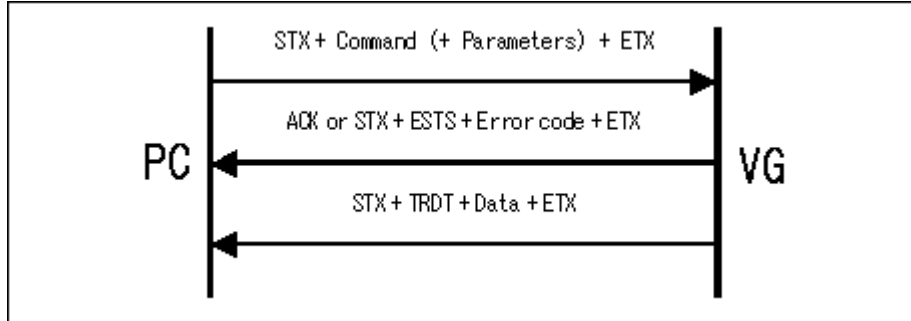 STX + Command (+ Parameters) + ETX
ACK or STX + ESTS + Error code + ETX
PC
VG
STX + TRDT + Data + ETX